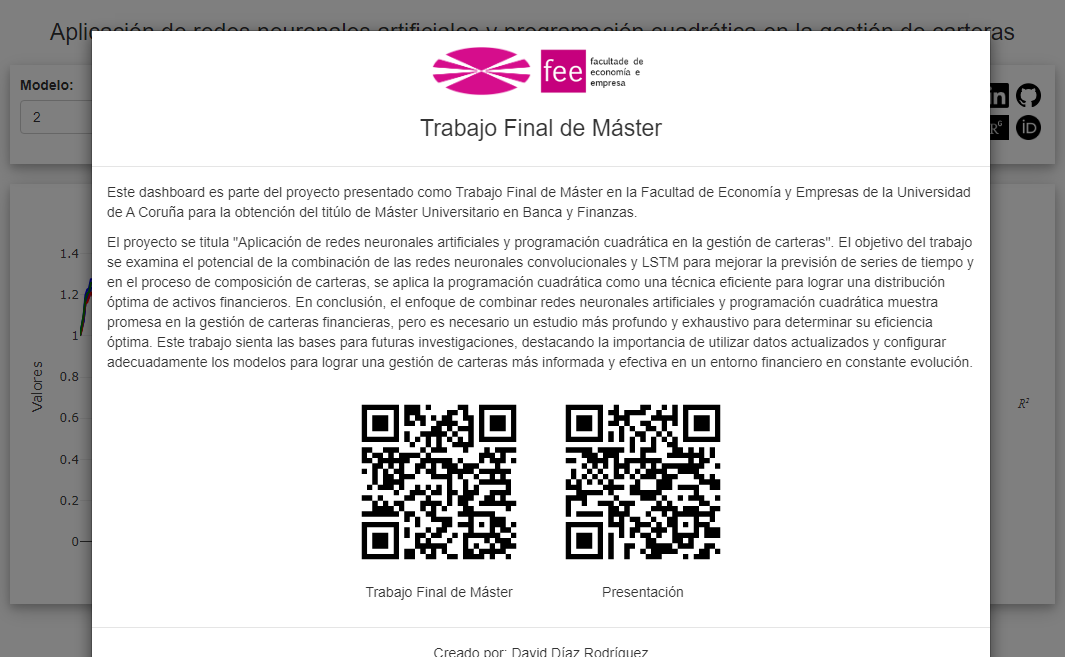 Aplicación de redes neuronales artificiales y programación cuadrática en la gestión de carteras
Modelo:
2
fee
facultade de
economía e
empresa
Trabajo Final de Máster
Este dashboard es parte del proyecto presentado como Trabajo Final de Máster en la Facultad de Economía y Empresas de la Universidad
de A Coruña para la obtención del titúlo de Máster Universitario en Banca y Finanzas.
El proyecto se titula "Aplicación de redes neuronales artificiales y programación cuadrática en la gestión de carteras". El objetivo del trabajo
se examina el potencial de la combinación de las redes neuronales convolucionales y LSTM para mejorar la previsión de series de tiempo y
en el proceso de composición de carteras, se aplica la programación cuadrática como una técnica eficiente para lograr una distribución
óptima de activos financieros. En conclusión, el enfoque de combinar redes neuronales artificiales y programación cuadrática muestra
promesa en la gestión de carteras financieras, pero es necesario un estudio más profundo y exhaustivo para determinar su eficiencia
óptima. Este trabajo sienta las bases para futuras investigaciones, destacando la importancia de utilizar datos actualizados y configurar
adecuadamente los modelos para lograr una gestión de carteras más informada y efectiva en un entorno financiero en constante evolución.
Trabajo Final de Máster
Presentación
Creado por: David Díaz Rodríguez
in
R G
iD
Valores
1.4
1.2
1
0.8
0.6
0.4
0.2
0
R²